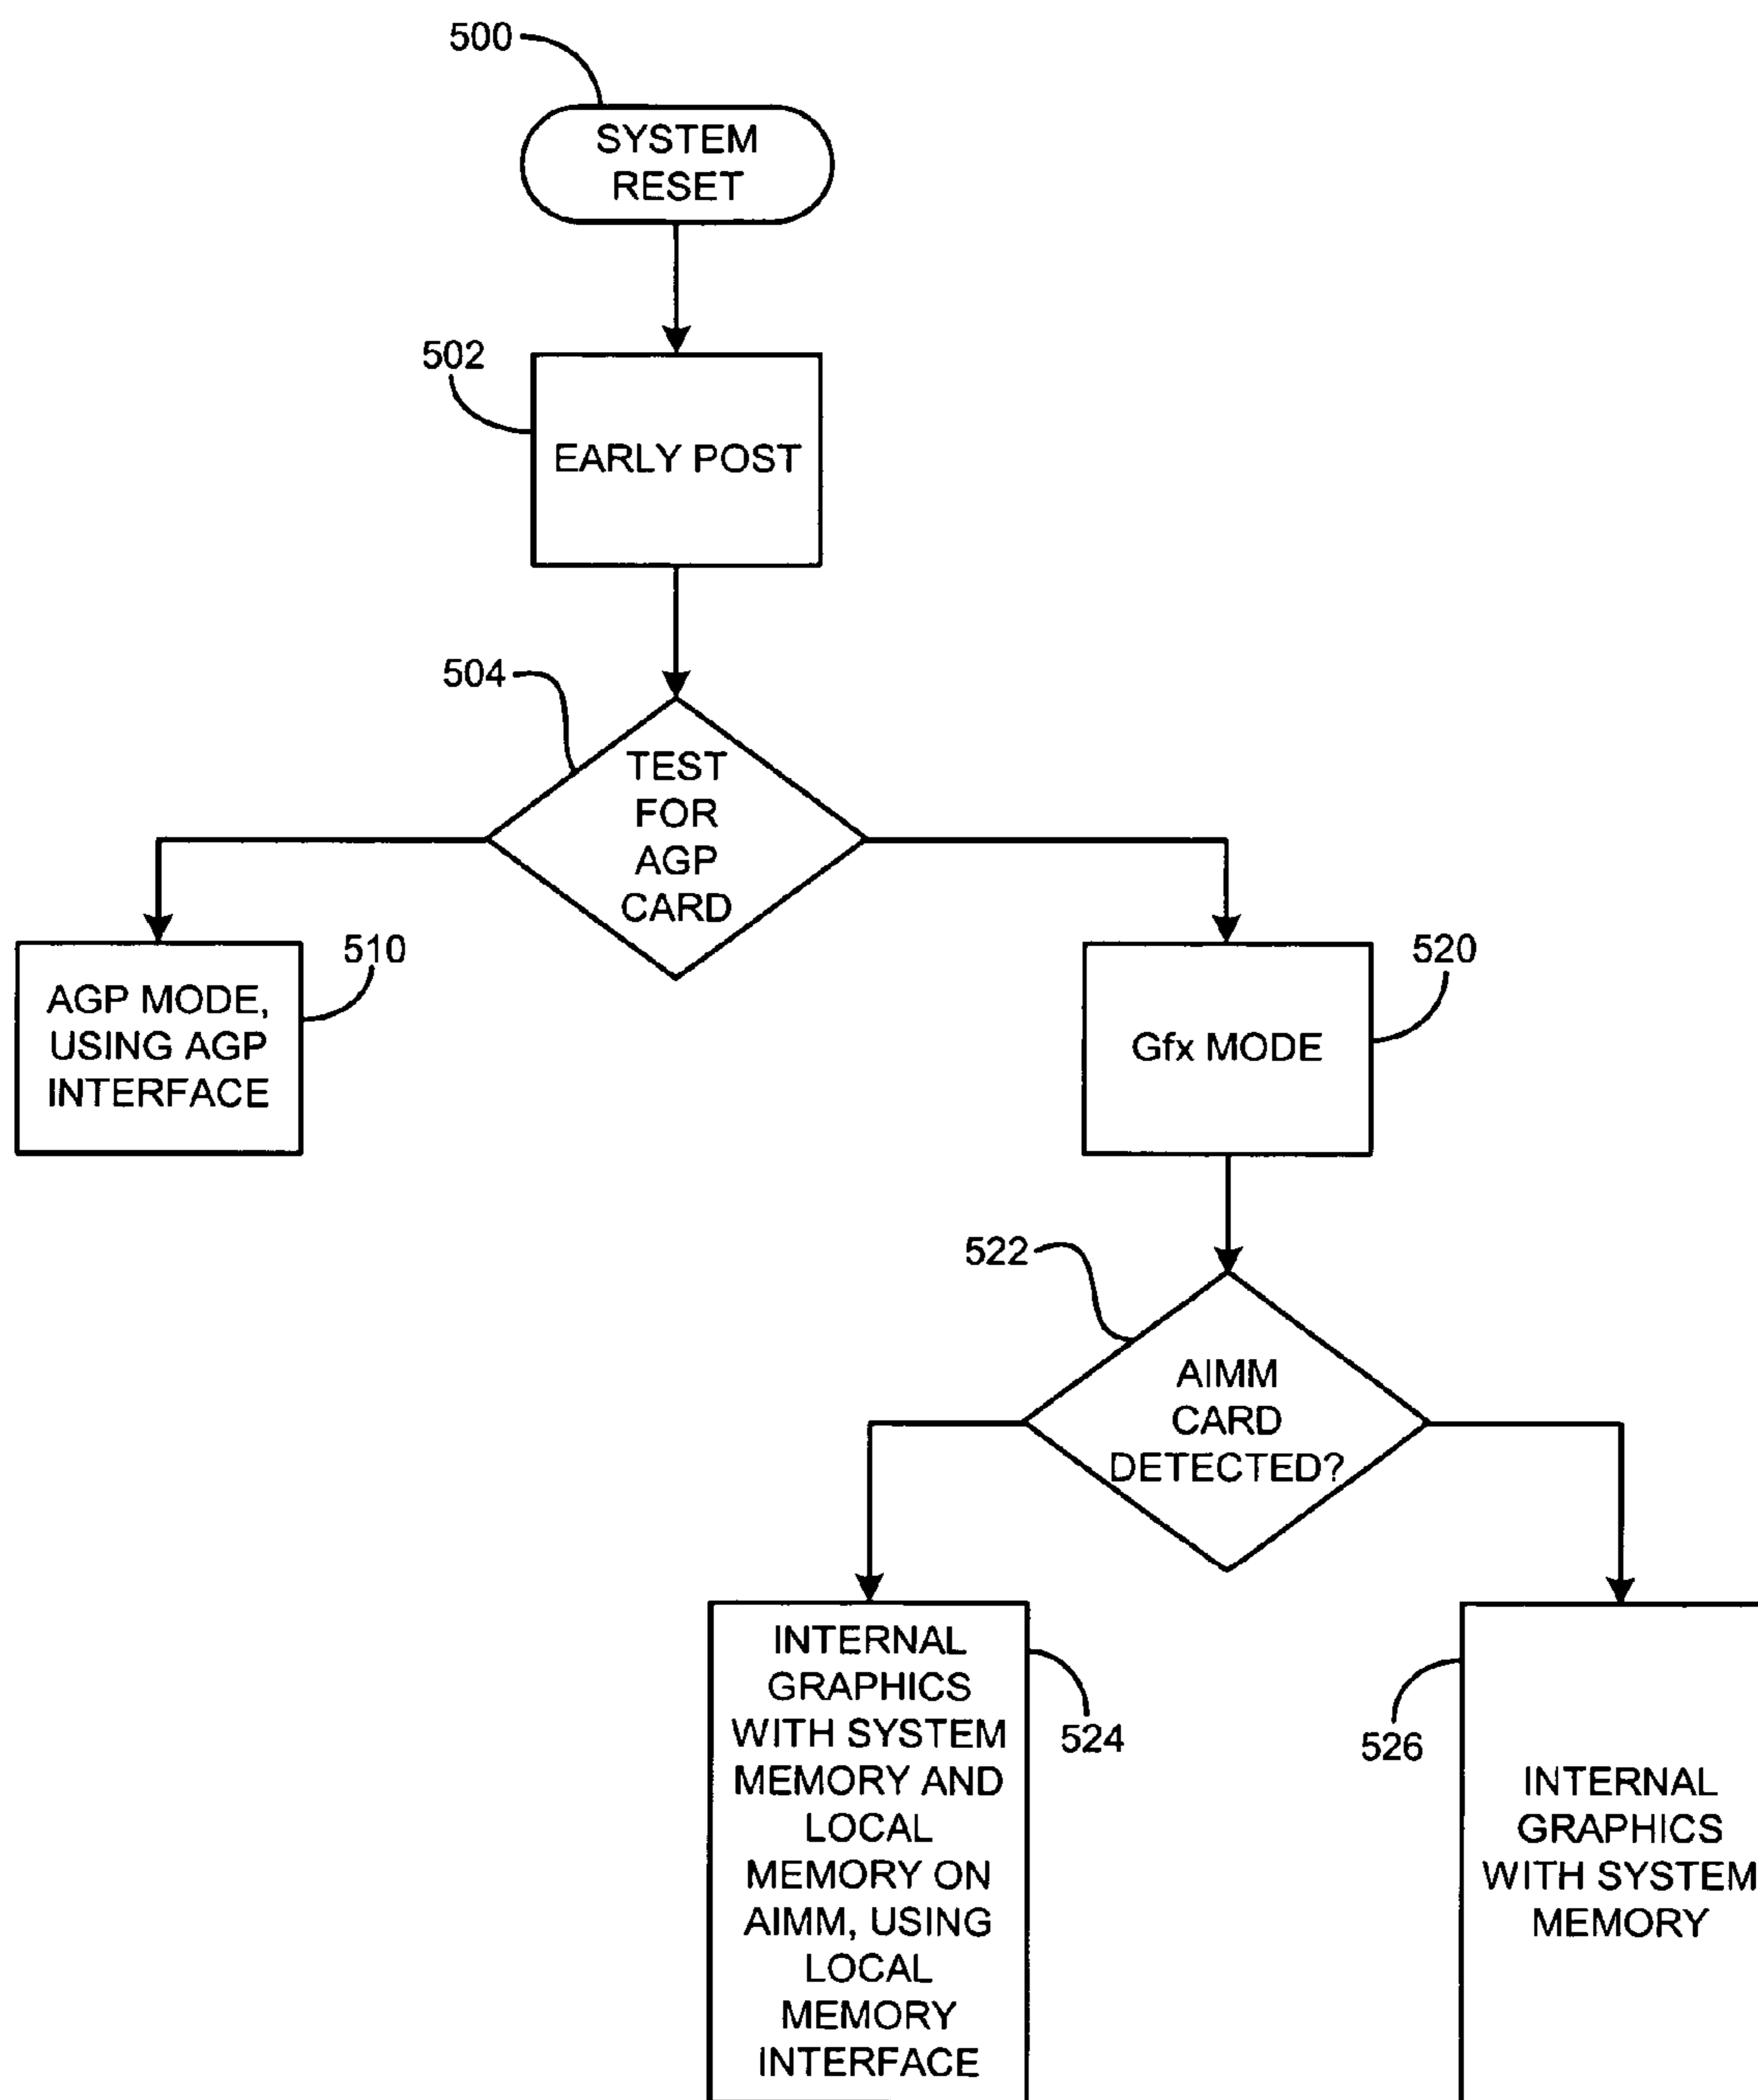 500
SYSTEM
RESET
502
EARLY POST
504
TEST
FOR
AGP
CARD
510
AGP MODE,
USING AGP
INTERFACE
520
Gfx MODE
522
AIMM
CARD
DETECTED?
INTERNAL
GRAPHICS
WITH SYSTEM
MEMORY AND
LOCAL
MEMORY ON
AIMM, USING
LOCAL
MEMORY
INTERFACE
524
526
INTERNAL
GRAPHICS
WITH SYSTEM
MEMORY